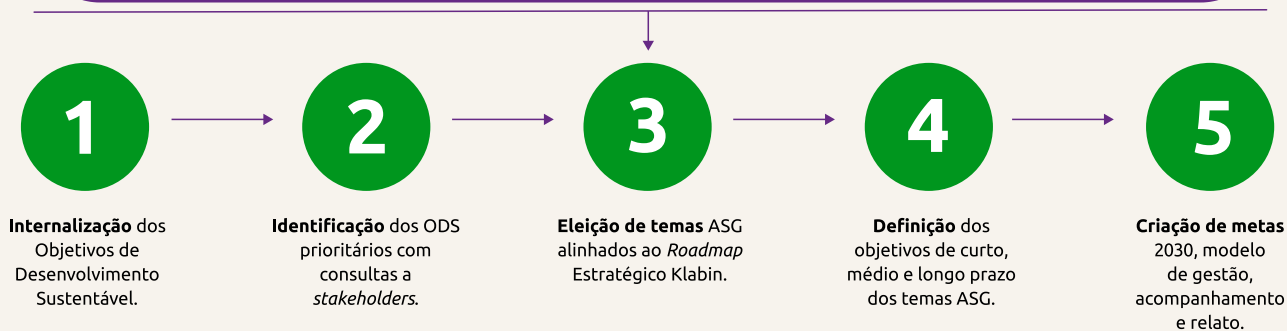 1
2
3
4
5
Internalização dos
Objetivos de
Desenvolvimento
Sustentável.
Identificação dos ODS
prioritários com
consultas a
stakeholders.
Eleição de temas ASG
alinhados ao Roadmap
Estratégico Klabin.
Definição dos
objetivos de curto,
médio e longo prazo
dos temas ASG.
Criação de metas
2030, modelo
de gestão,
acompanhamento
e relato.